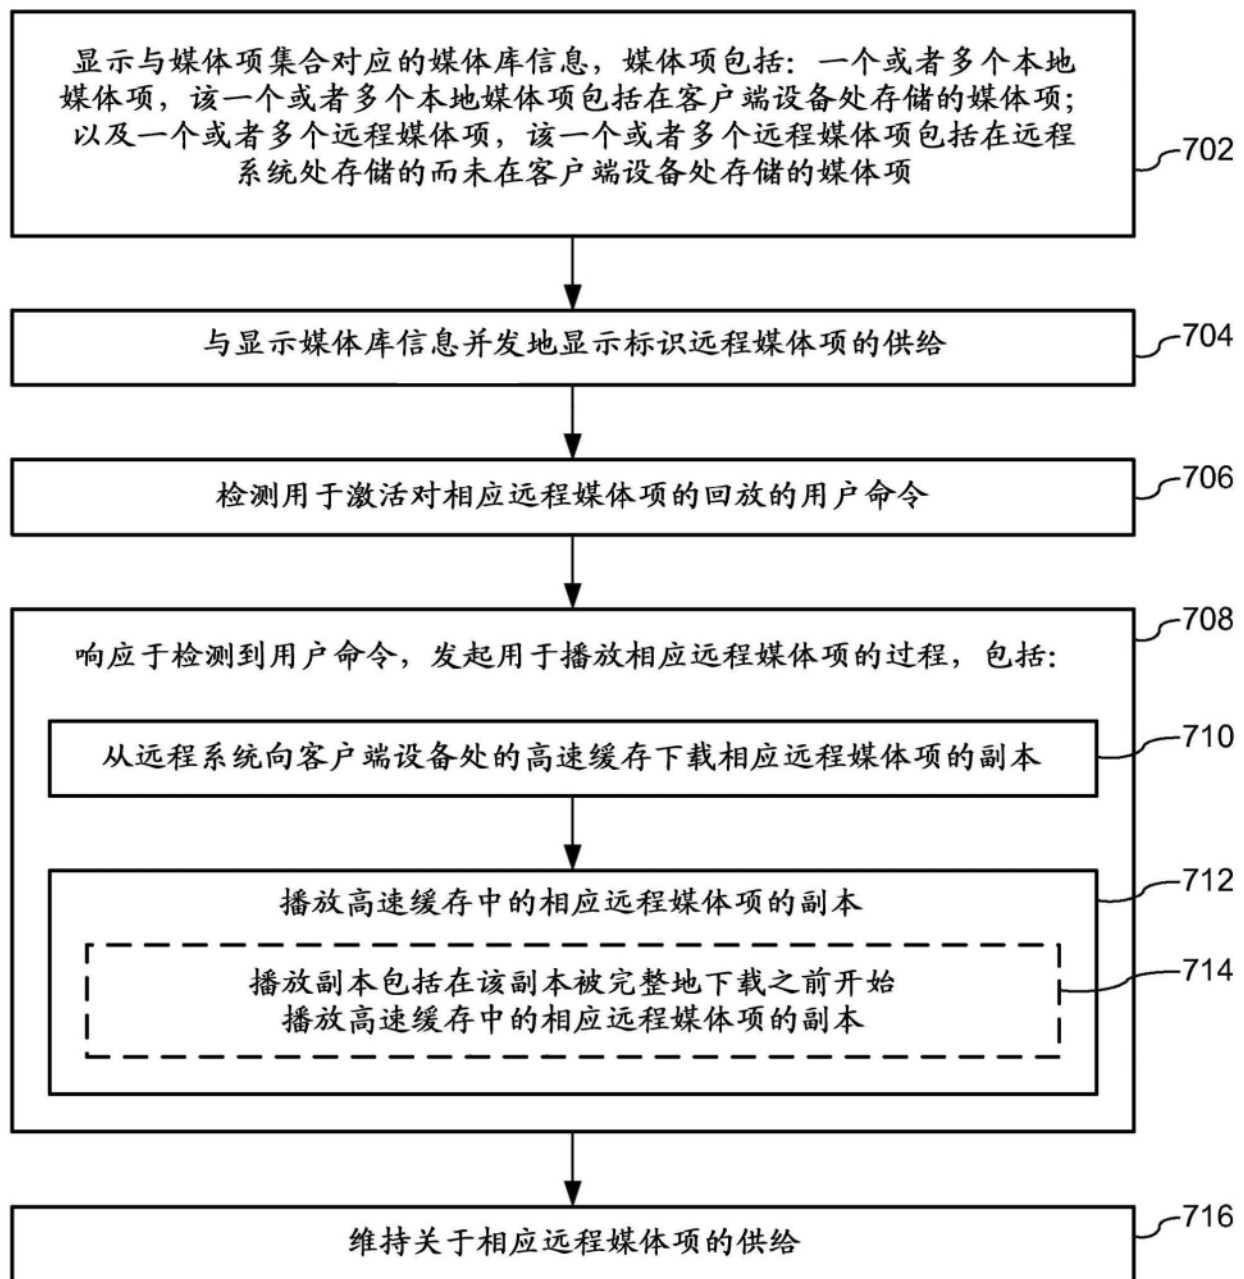 显示与媒体项集合对应的媒体库信息，媒体项包括：一个或者多个本地
媒体项，该一个或者多个本地媒体项包括在客户端设备处存储的媒体项；
以及一个或者多个远程媒体项，该一个或者多个远程媒体项包括在远程
系统处存储的而未在客户端设备处存储的媒体项
702
与显示媒体库信息并发地显示标识远程媒体项的供给
704
检测用于激活对相应远程媒体项的回放的用户命令
706
708
响应于检测到用户命令，发起用于播放相应远程媒体项的过程，包括：
从远程系统向客户端设备处的高速缓存下载相应远程媒体项的副本
710
播放高速缓存中的相应远程媒体项的副本
712
播放副本包括在该副本被完整地下载之前开始
播放高速缓存中的相应远程媒体项的副本
714
维持关于相应远程媒体项的供给
716